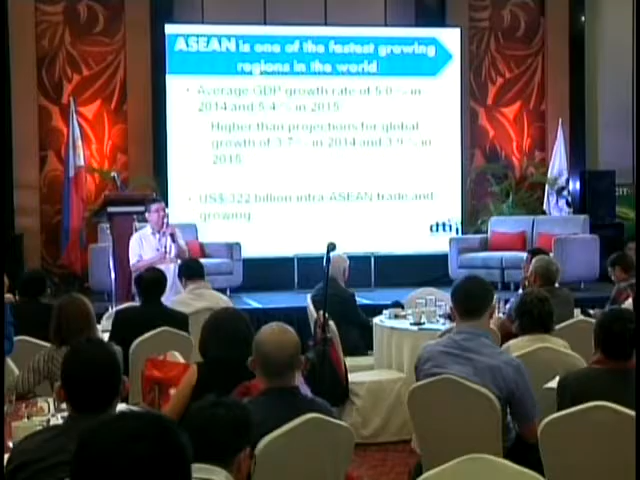 ASEAN is one of the fastest growing
regions in the world
• Average GDP growth rate of 5.0% in
2014 and 5.4% in 2015
Higher than projections for global
growth of 3.7% in 2014 and 3.9% in
2015
• US$ 322 billion intra-ASEAN trade and
growing
dti